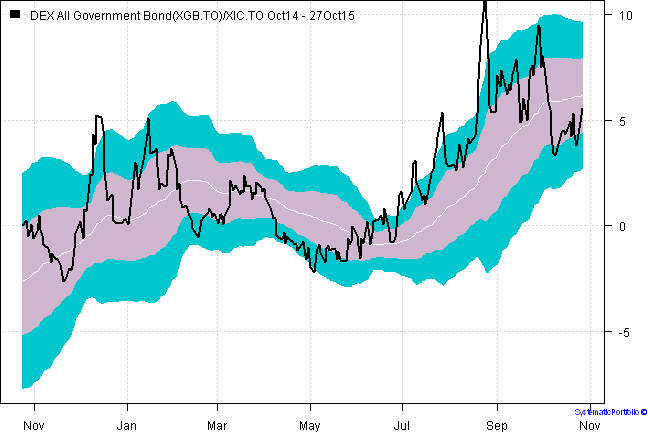 DEX All Government Bond(XGB.TO)/XIC.TO Oct14 - 27Oct15
10
5
0
-5
SystematicPortfolio ©
Nov Jan Mar May Jul Sep Nov